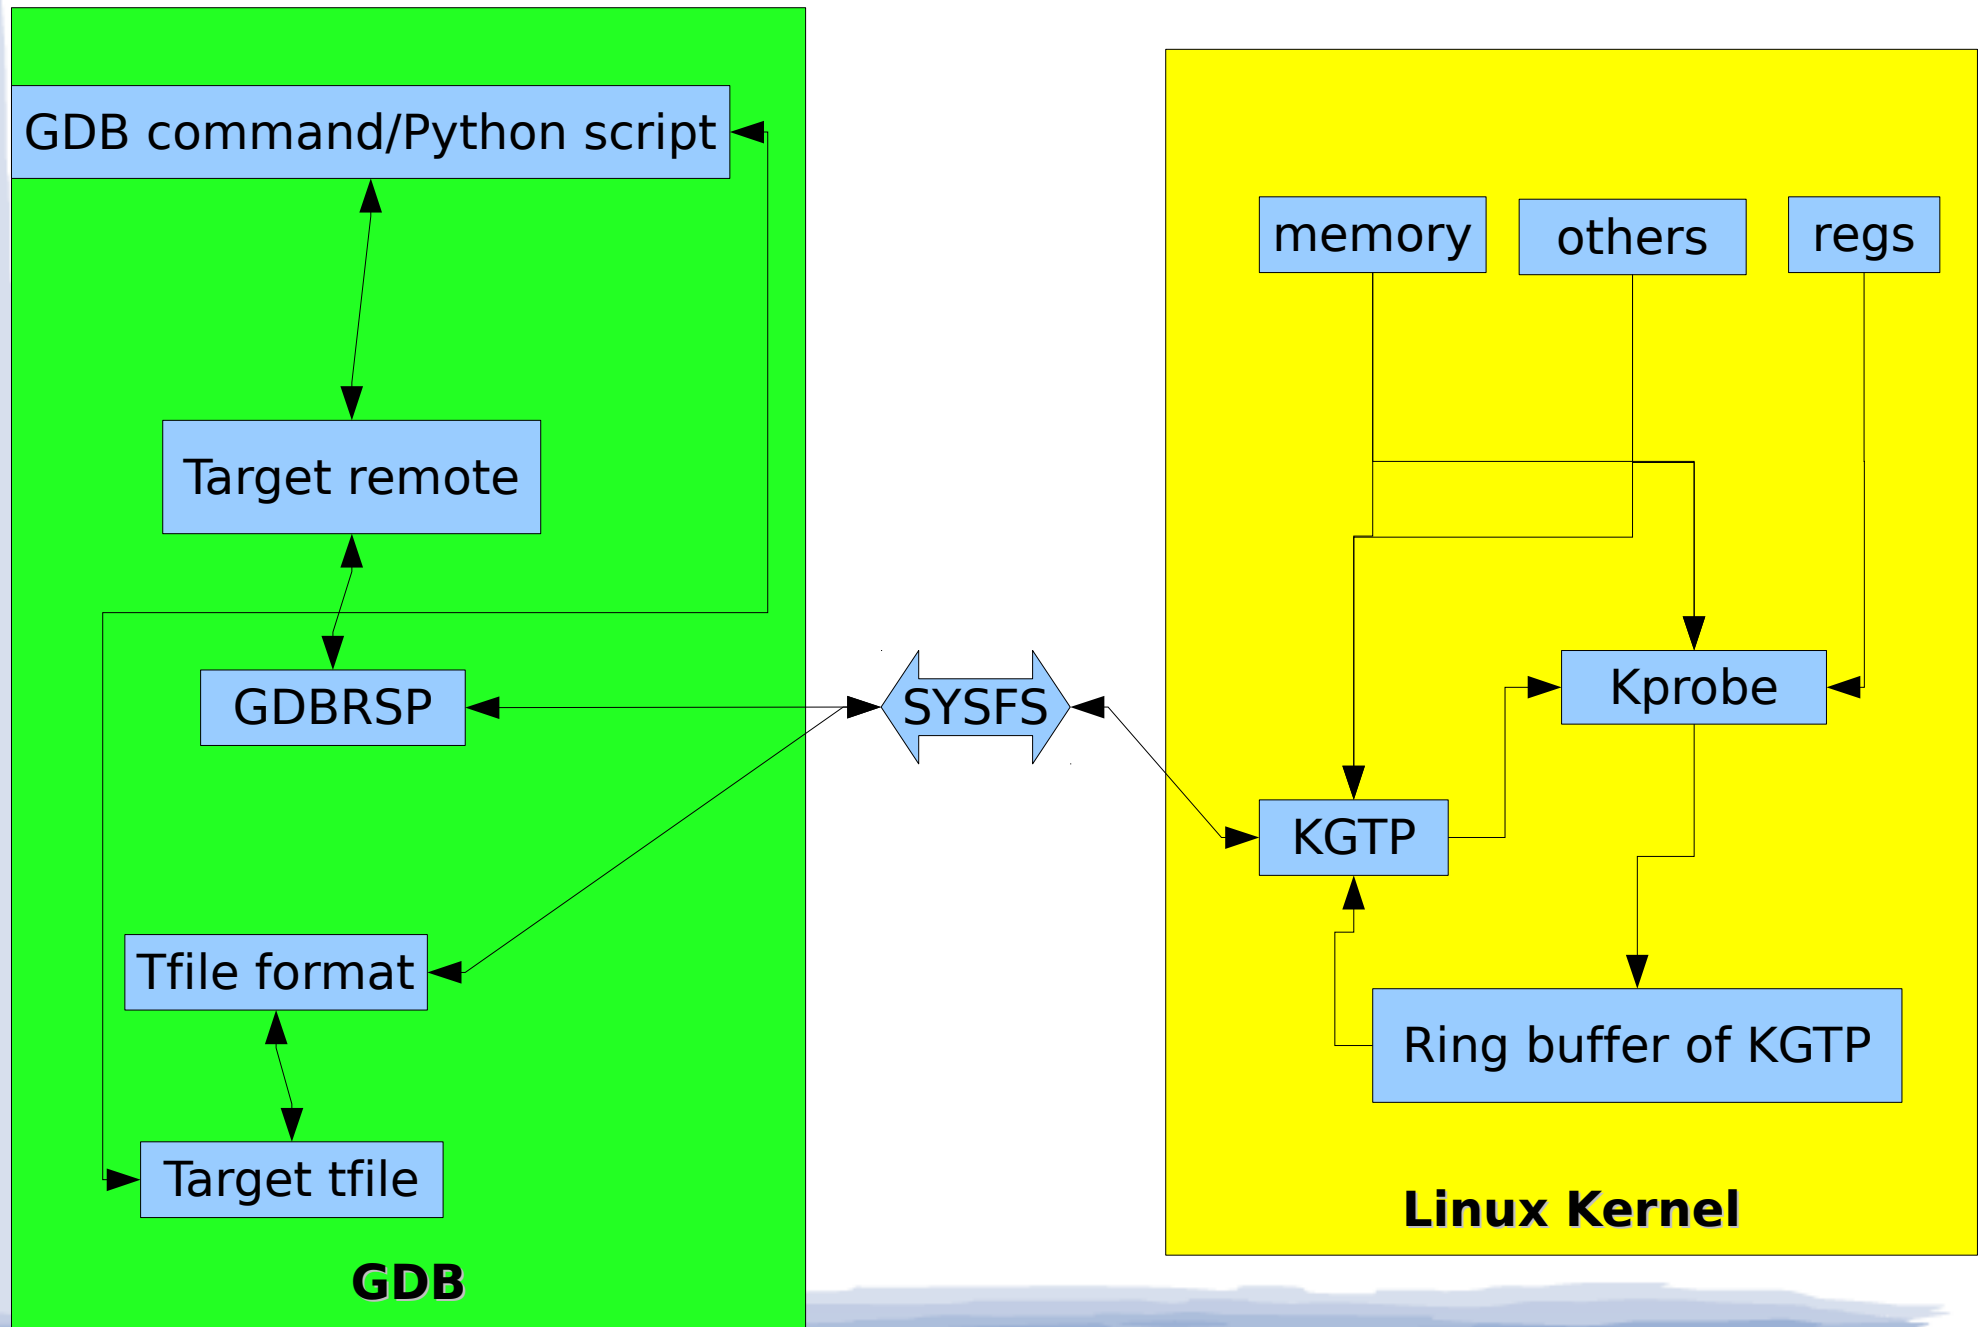 GDB command/Python script
Target remote
GDBRSP
Tfile format
Target tfile
GDB
SYSFS
memory
others
regs
Kprobe
KGTP
Ring buffer of KGTP
Linux Kernel